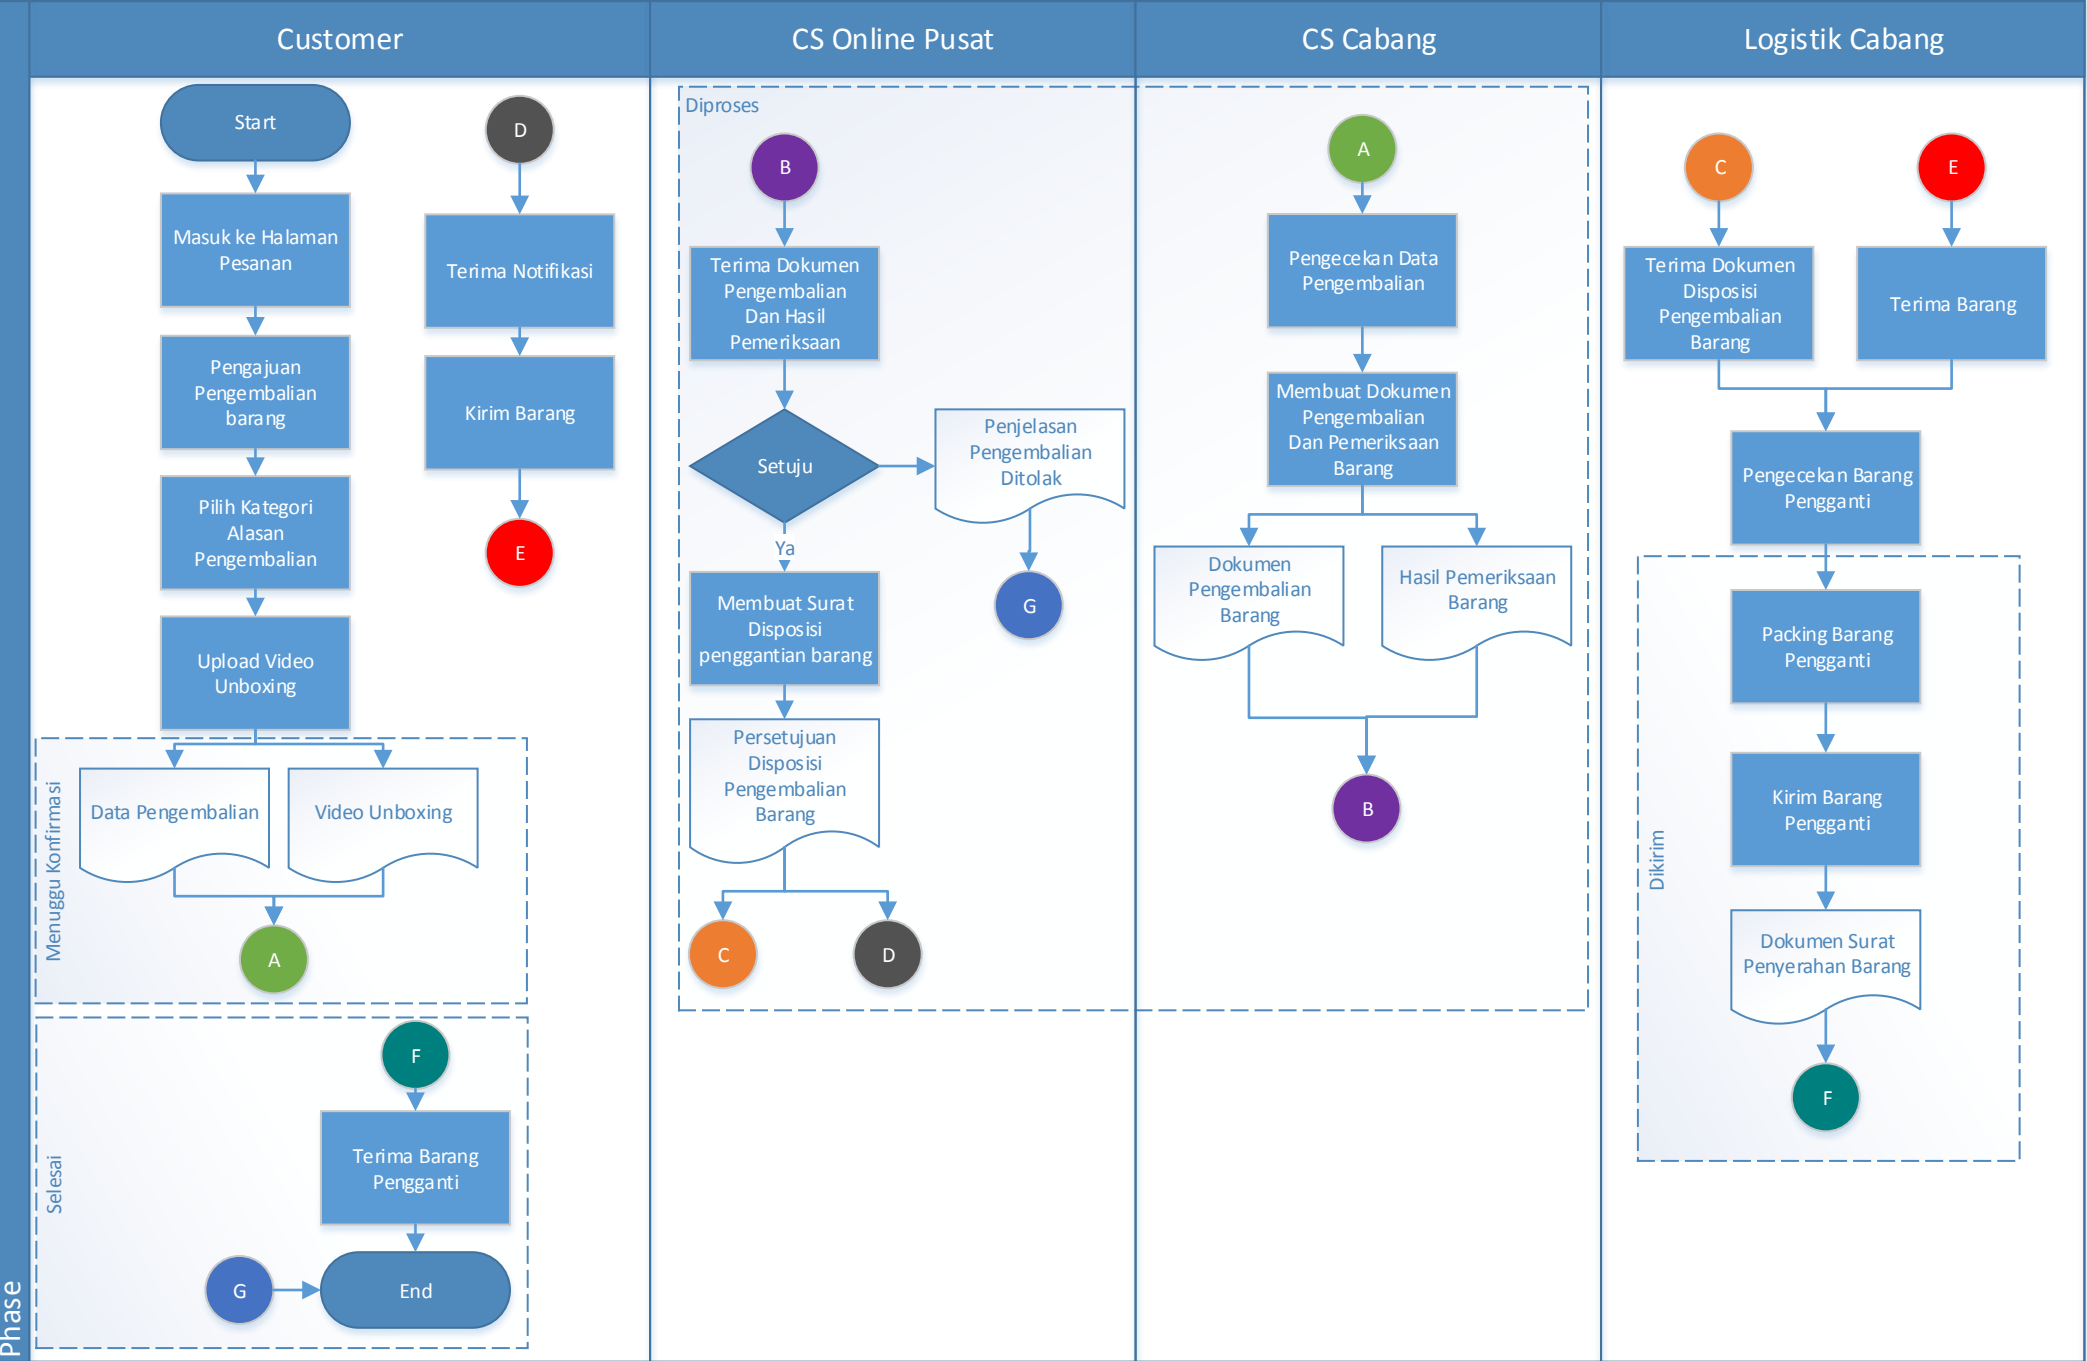 Customer
CS Online Pusat
CS Cabang
Logistik Cabang
Phase
Start
Masuk ke Halaman
Pesanan
Pengajuan
Pengembalian
barang
Pilih Kategori
Alasan
Pengembalian
Upload Video
Unboxing
Menuggu Konfirmasi
Data Pengembalian
Video Unboxing
A
D
Terima Notifikasi
Kirim Barang
E
Selesai
F
Terima Barang
Pengganti
G
End
Diproses
B
Terima Dokumen
Pengembalian
Dan Hasil
Pemeriksaan
Setuju
Penjelasan
Pengembalian
Ditolak
G
Ya
Membuat Surat
Disposisi
penggantian barang
Persetujuan
Disposisi
Pengembalian
Barang
C
D
A
Pengecekan Data
Pengembalian
Membuat Dokumen
Pengembalian
Dan Pemeriksaan
Barang
Dokumen
Pengembalian
Barang
Hasil Pemeriksaan
Barang
B
C
E
Terima Dokumen
Disposisi
Pengembalian
Barang
Terima Barang
Pengecekan Barang
Pengganti
Dikirim
Packing Barang
Pengganti
Kirim Barang
Pengganti
Dokumen Surat
Penyerahan Barang
F